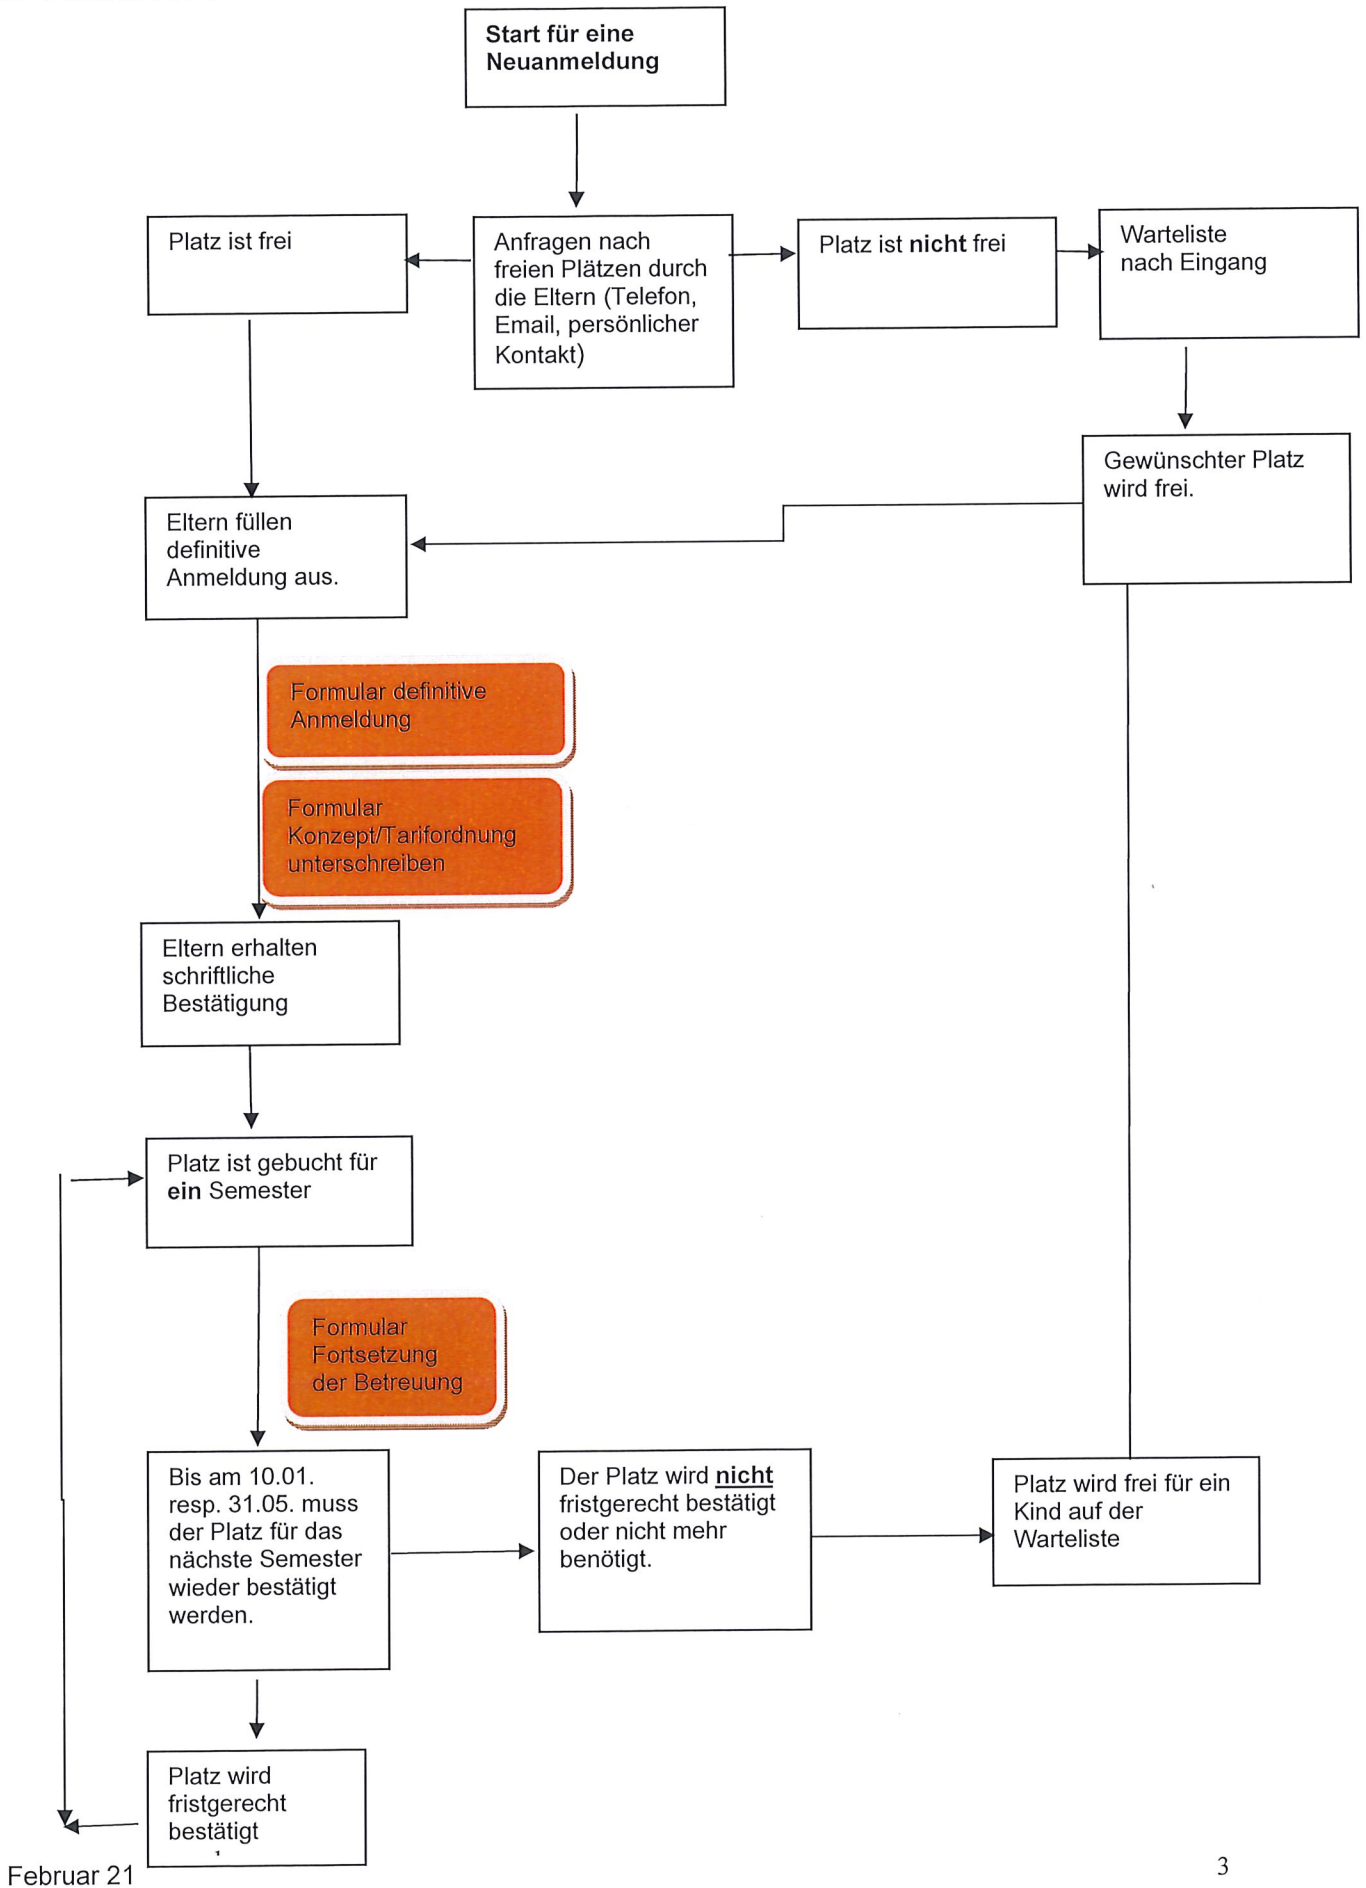 Start für eine
Neuanmeldung
Platz ist frei
Anfragen nach
freien Plätzen durch
die Eltern (Telefon,
Email, persönlicher
Kontakt)
Platz ist nicht frei
Warteliste
nach Eingang
Gewünschter Platz
wird frei.
Eltern füllen
definitive
Anmeldung aus.
Formular definitive
Anmeldung
Formular
Konzept/Tarifordnung
unterschreiben
Eltern erhalten
schriftliche
Bestätigung
Platz ist gebucht für
ein Semester
Formular
Fortsetzung
der Betreuung
Bis am 10.01.
resp. 31.05. muss
der Platz für das
nächste Semester
wieder bestätigt
werden.
Der Platz wird nicht
fristgerecht bestätigt
oder nicht mehr
benötigt.
Platz wird frei für ein
Kind auf der
Warteliste
Platz wird
fristgerecht
bestätigt
Februar 21
3